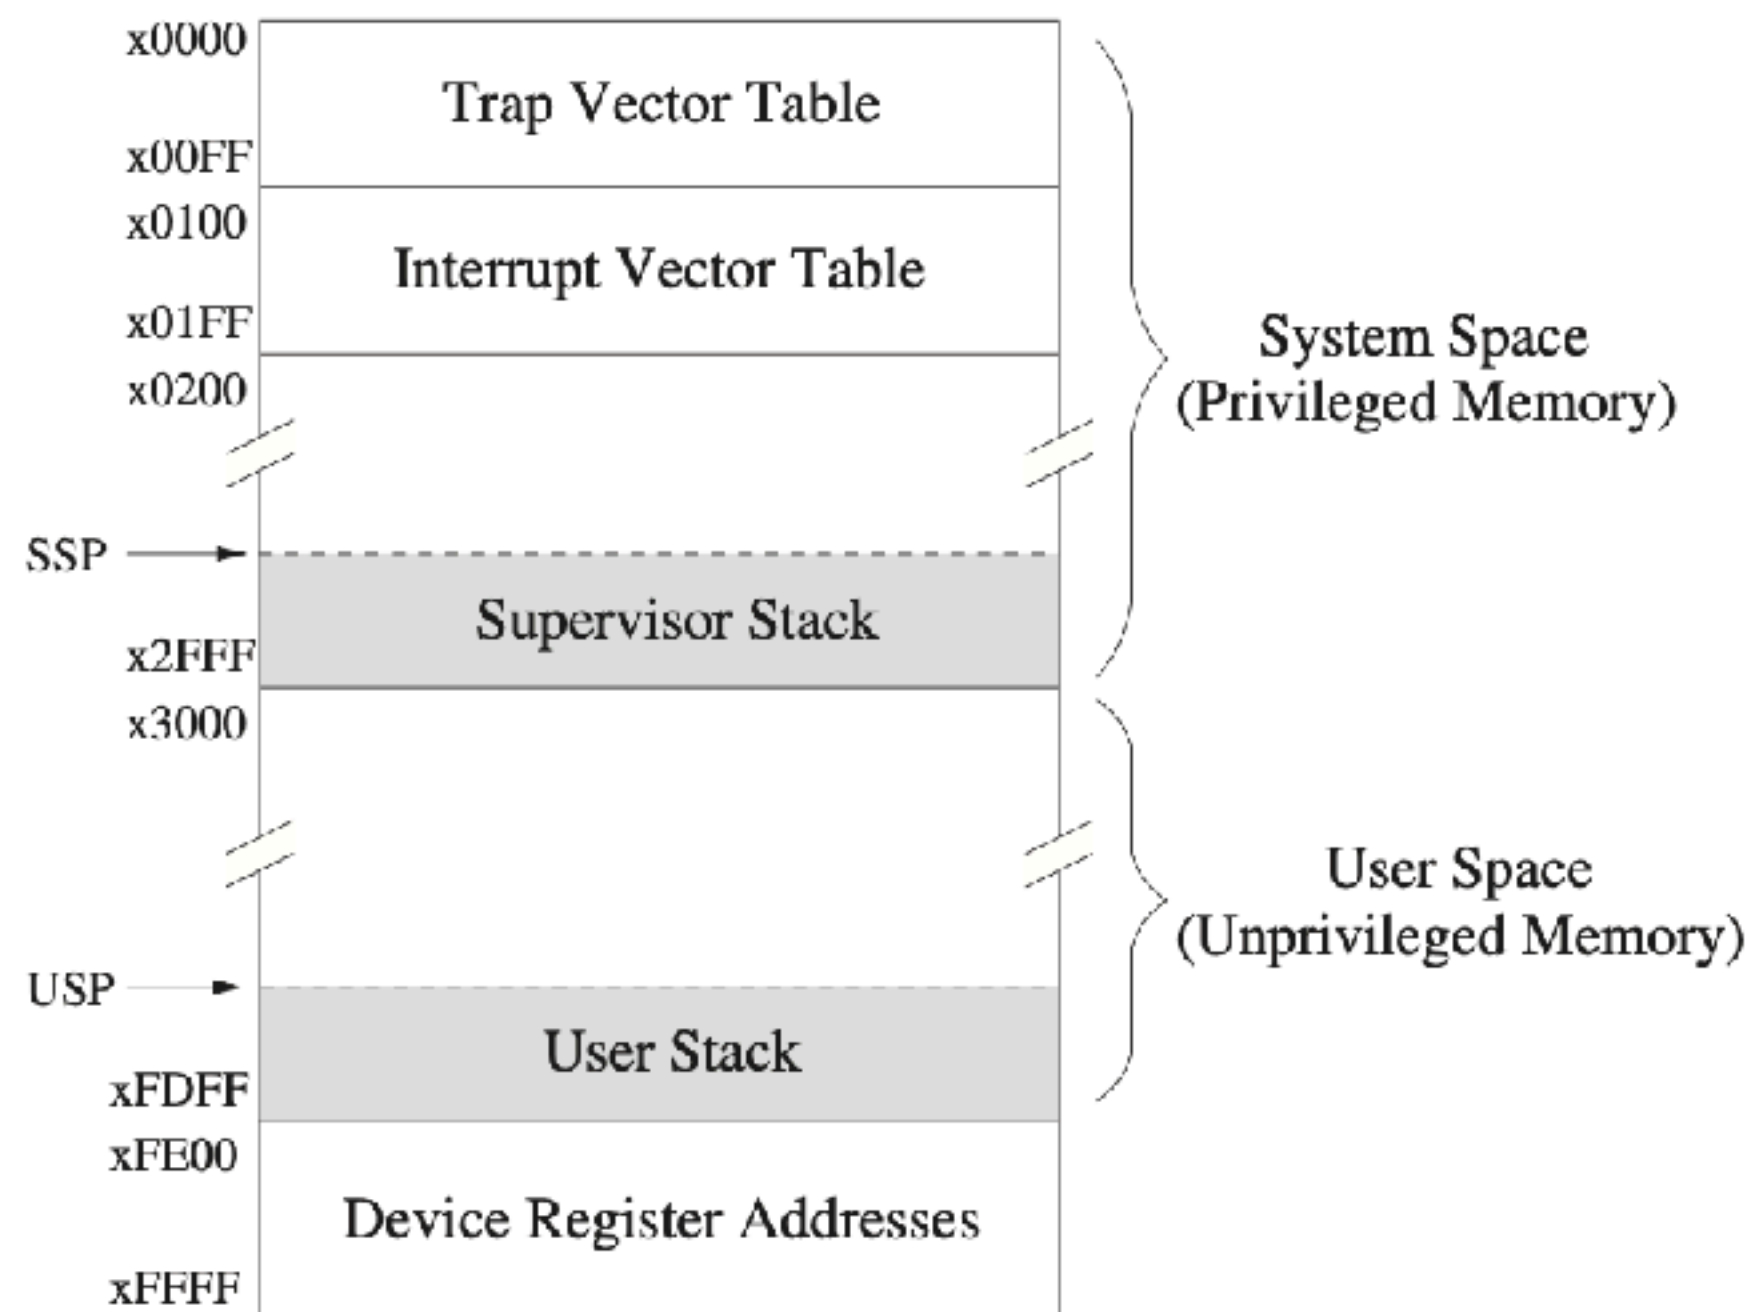 x0000
Trap Vector Table
x00FF
x0100
Interrupt Vector Table
x01FF
x0200
System Space
(Privileged Memory)
SSP
Supervisor Stack
x2FFF
x3000
User Space
(Unprivileged Memory)
USP
User Stack
xFDFF
xFE00
Device Register Addresses
xFFFF